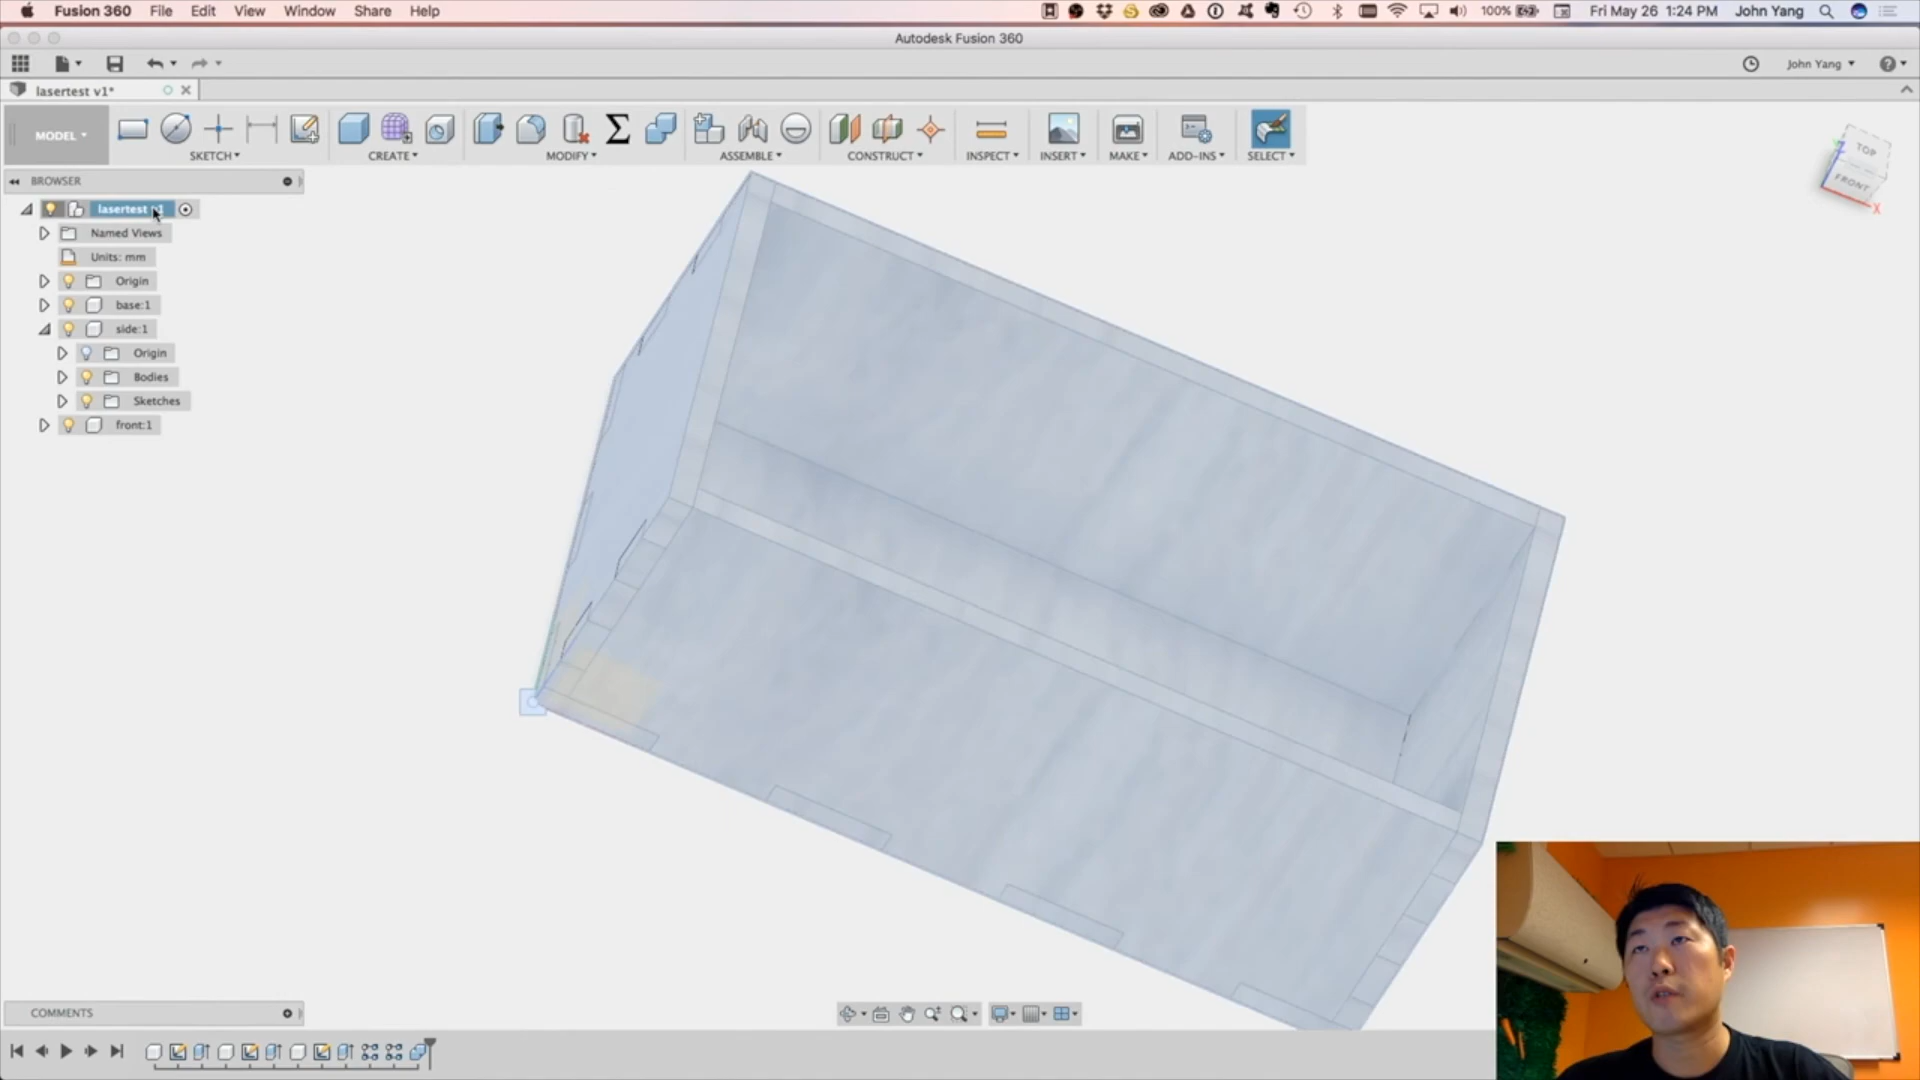 Fusion 360 File Edit View Window Share Help 100% Fri May 26 1:24 PM John Yang
Autodesk Fusion 360
John Yang
lasertest v1*
MODEL
SKETCH CREATE MODIFY ASSEMBLE CONSTRUCT INSPECT INSERT MAKE ADD-INS SELECT
TOP
FRONT
Z
X
BROWSER
lasertest v1
Named Views
Units: mm
Origin
base:1
side:1
Origin
Bodies
Sketches
front:1
COMMENTS